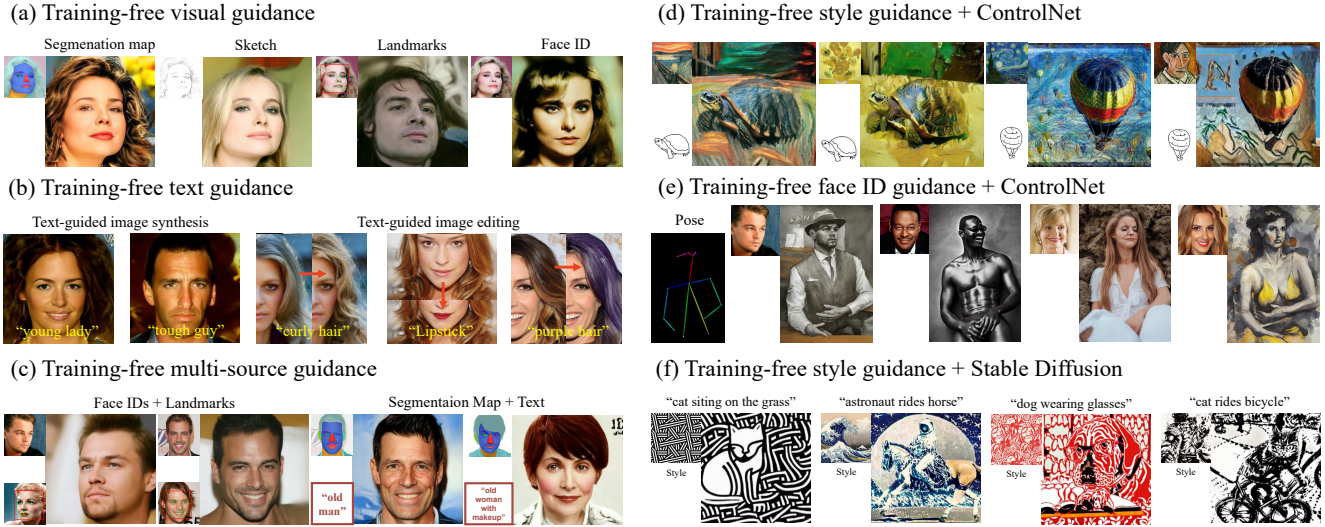 (a) Training-free visual guidance
Segmenation map
Sketch
Landmarks
Face ID
(b) Training-free text guidance
Text-guided image synthesis
Text-guided image editing
“young lady”
“tough guy”
“curly hair”
“Lipstick”
“purple hair”
(c) Training-free multi-source guidance
Face IDs + Landmarks
Segmentaion Map + Text
“old
man”
“old
woman
with
makeup”
(d) Training-free style guidance + ControlNet
(e) Training-free face ID guidance + ControlNet
Pose
(f) Training-free style guidance + Stable Diffusion
“cat siting on the grass”
“astronaut rides horse”
“dog wearing glasses”
“cat rides bicycle”
Style
Style
Style
Style